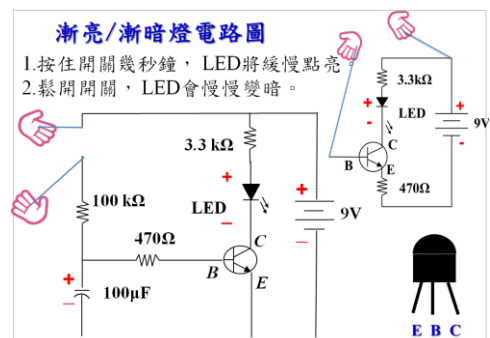 漸亮/漸暗燈電路圖
1.按住開關幾秒鐘，LED將緩慢點亮
2.鬆開開關，LED會慢慢變暗。
3.3 kΩ
+
LED
−
100 kΩ
470Ω
B
C
E
+
−
100μF
+
−
9V
3.3kΩ
+
LED
-
C
B
E
470Ω
+
9V
-
E B C